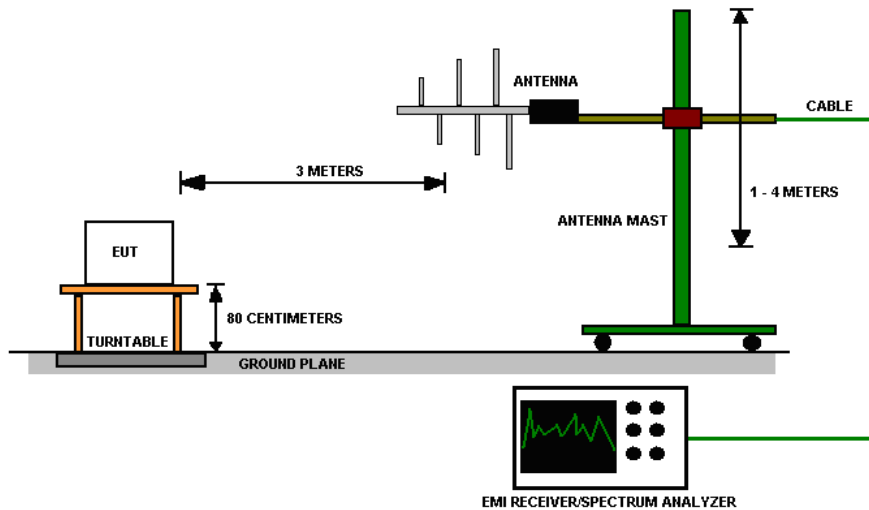 ANTENNA
CABLE
3 METERS
1 - 4 METERS
ANTENNA MAST
EUT
80 CENTIMETERS
TURNTABLE
GROUND PLANE
EMI RECEIVER/SPECTRUM ANALYZER